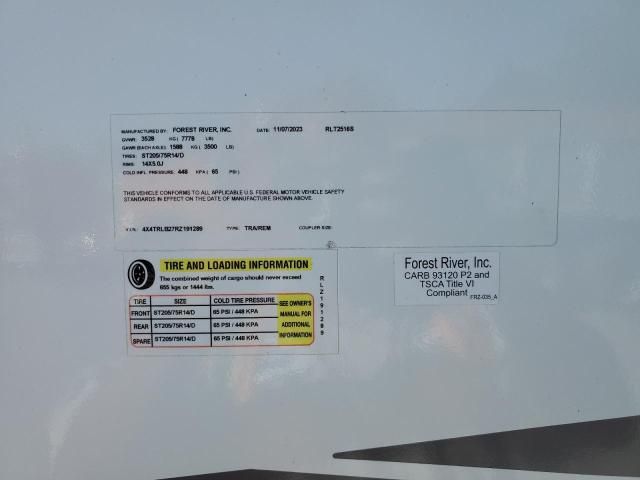 MANUFACTURED BY: FOREST RIVER, INC. DATE: 11/07/2023 RLT2516S
GVWR: 3528 KG ( 7778 LB)
GAWR (EACH AXLE): 1588 KG ( 3500 LB)
TIRES: ST205/75R14/D
RIMS: 14X5.0J
COLD INFL. PRESSURE: 448 KPA ( 65 PSI)
THIS VEHICLE CONFORMS TO ALL APPLICABLE U.S. FEDERAL MOTOR VEHICLE SAFETY
STANDARDS IN EFFECT ON THE DATE OF MANUFACTURE SHOWN ABOVE.
V.I.N.: 4X4TRLB27RZ191289 TYPE: TRA/REM COUPLER SIZE:
TIRE AND LOADING INFORMATION
The combined weight of cargo should never exceed
655 kgs or 1444 lbs.
TIRE SIZE COLD TIRE PRESSURE SEE OWNER'S MANUAL FOR ADDITIONAL INFORMATION
FRONT ST205/75R14/D 65 PSI / 448 KPA
REAR ST205/75R14/D 65 PSI / 448 KPA
SPARE ST205/75R14/D 65 PSI / 448 KPA
RLZ191289
Forest River, Inc.
CARB 93120 P2 and
TSCA Title VI
Compliant
FRZ-035_A